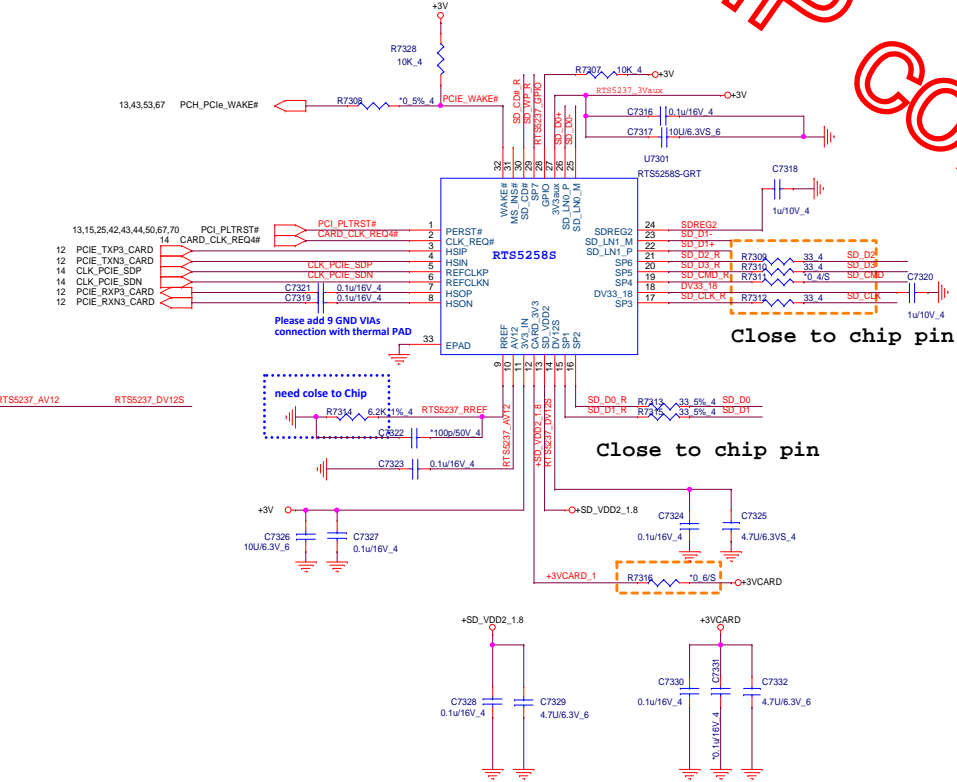 +3V
R7328
10K_4
13,43,53,67 PCH_PCIe_WAKE#
R7308 *0_5%_4 PCIE_WAKE#
SD_CD#_R
SD_WP_R
RTS5237_GPIO
R7307 10K_4 +3V
RTS5237_3Vaux +3V
SD_D0+
SD_D0-
C7316 0.1u/16V_4
C7317 10U/6.3VS_6
U7301
RTS5258S-GRT
C7318
1u/10V_4
32 31 30 29 28 27 26 25
WAKE#
MS_INS#
SD_CD#
SP7
GPIO
3V3aux
SD_LN0_P
SD_LN0_M
RTS5258S
13,15,25,42,43,44,50,67,70 PCI_PLTRST# PCI_PLTRST# 1 PERST#
14 CARD_CLK_REQ4# CARD_CLK_REQ4# 2 CLK_REQ#
12 PCIE_TXP3_CARD 3 HSIP
12 PCIE_TXN3_CARD 4 HSIN
14 CLK_PCIE_SDP CLK_PCIE_SDP 5 REFCLKP
14 CLK_PCIE_SDN CLK_PCIE_SDN 6 REFCLKN
12 PCIE_RXP3_CARD C7321 0.1u/16V_4 7 HSOP
12 PCIE_RXN3_CARD C7319 0.1u/16V_4 8 HSON
SDREG2 24 SDREG2
SD_LN1_M 23 SD_D1-
SD_LN1_P 22 SD_D1+
SP6 21 SD_D2_R R7309 33_4 SD_D2
SP5 20 SD_D3_R R7310 33_4 SD_D3
SP4 19 SD_CMD_R R7311 *0_4/S SD_CMD
DV33_18 18 DV33_18
SP3 17 SD_CLK_R R7312 33_4 SD_CLK
C7320
1u/10V_4
Please add 9 GND VIAs
connection with thermal PAD
Close to chip pin
33 EPAD
RREF
AV12
3V3_IN
CARD_3V3
SD_VDD2
DV12S
SP1
SP2
9 10 11 12 13 14 15 16
RTS5237_AV12 RTS5237_DV12S
need colse to Chip
R7314 6.2K_1%_4 RTS5237_RREF
C7322 *100p/50V_4
C7323 0.1u/16V_4
RTS5237_AV12
+SD_VDD2_1.8
RTS5237_DV12S
SD_D0_R R7313 33_5%_4 SD_D0
SD_D1_R R7315 33_5%_4 SD_D1
Close to chip pin
+3V
C7326
10U/6.3V_6
C7327
0.1u/16V_4
+SD_VDD2_1.8
C7324
0.1u/16V_4
C7325
4.7U/6.3VS_4
+3VCARD_1 R7316 *0_6/S +3VCARD
+SD_VDD2_1.8
C7328
0.1u/16V_4
C7329
4.7U/6.3V_6
+3VCARD
C7330
0.1u/16V_4
C7331
*0.1u/16V_4
C7332
4.7U/6.3V_6